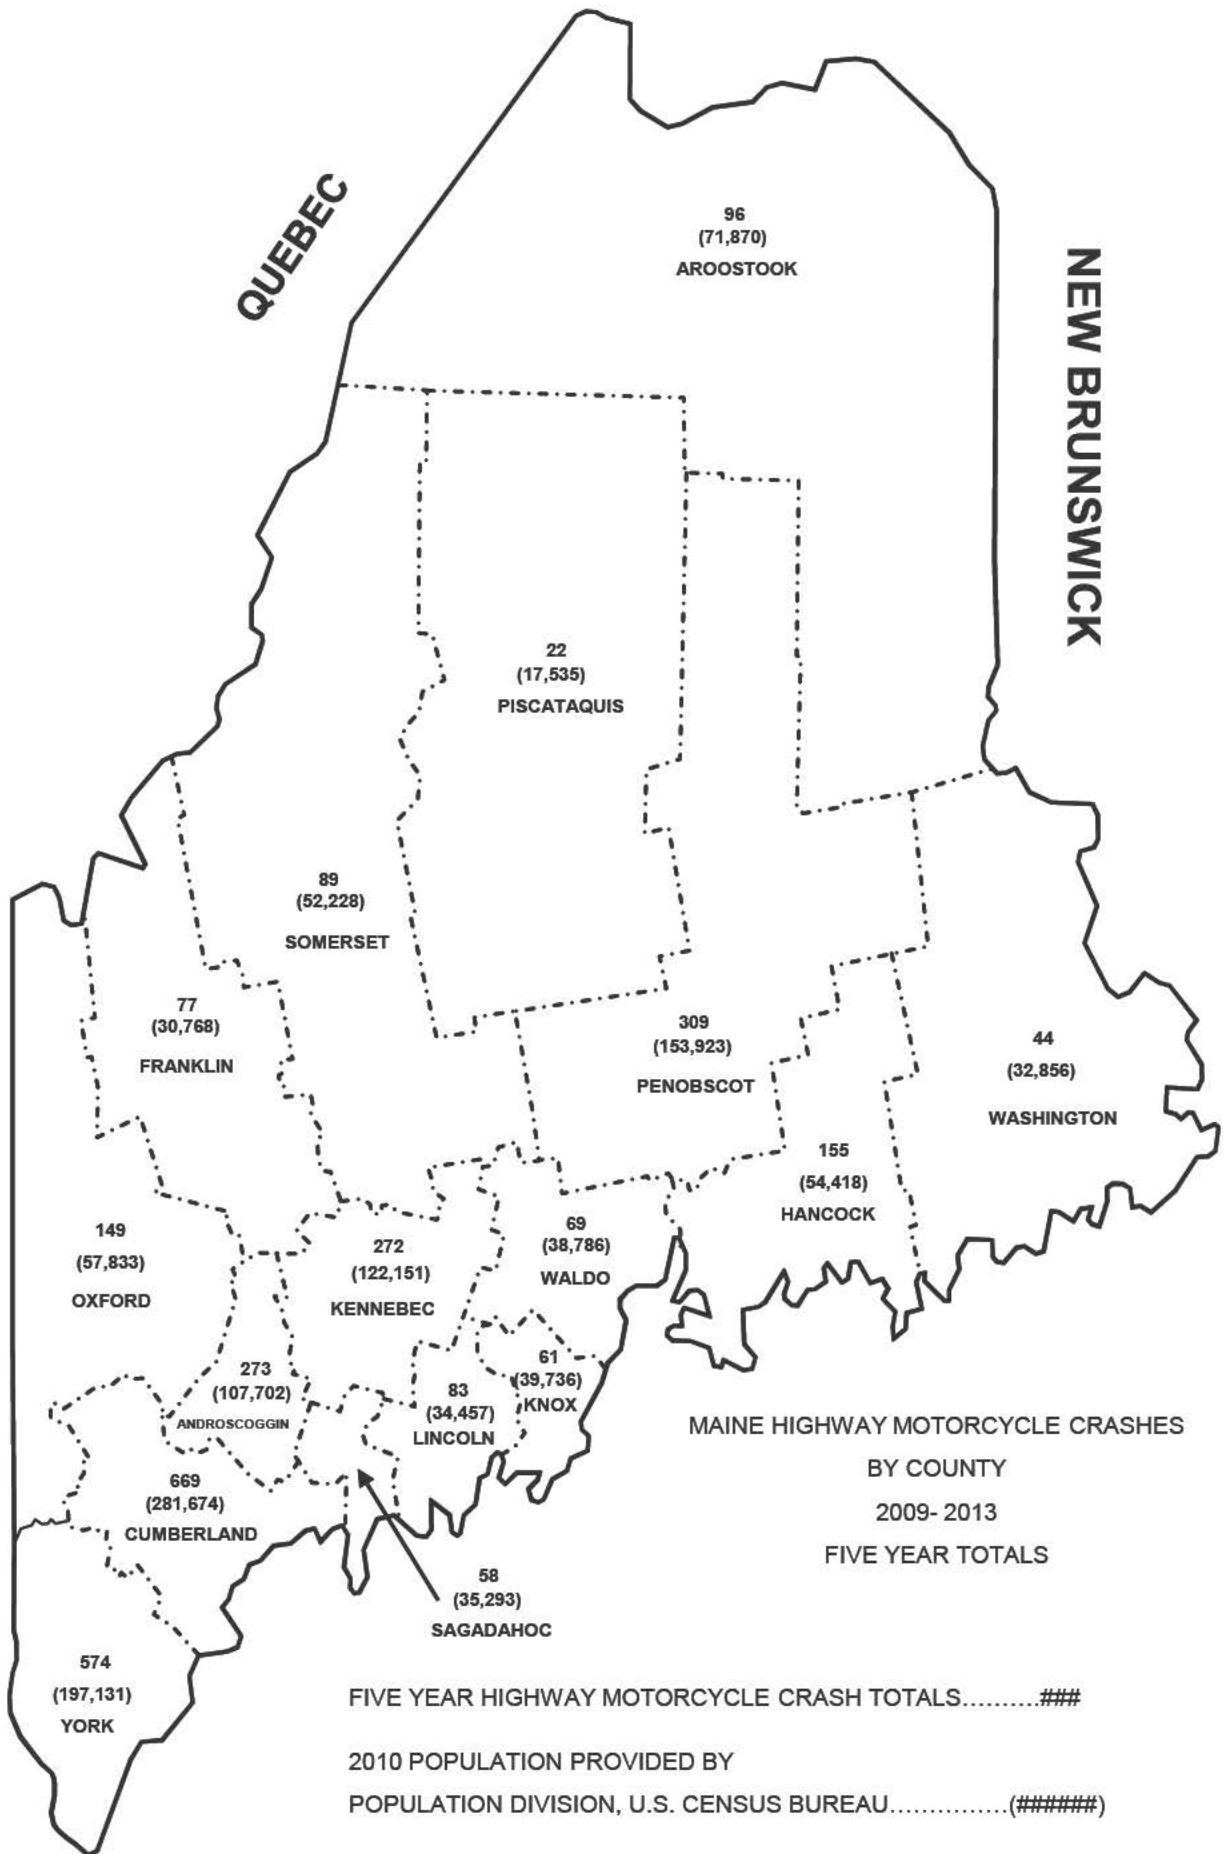 QUEBEC
NEW BRUNSWICK
96
(71,870)
AROOSTOOK
22
(17,535)
PISCATAQUIS
89
(52,228)
SOMERSET
77
(30,768)
FRANKLIN
309
(153,923)
PENOBSCOT
44
(32,856)
WASHINGTON
155
(54,418)
HANCOCK
149
(57,833)
OXFORD
272
(122,151)
KENNEBEC
69
(38,786)
WALDO
273
(107,702)
ANDROSCOGGIN
83
(34,457)
LINCOLN
61
(39,736)
KNOX
669
(281,674)
CUMBERLAND
58
(35,293)
SAGADAHOC
574
(197,131)
YORK
MAINE HIGHWAY MOTORCYCLE CRASHES
BY COUNTY
2009- 2013
FIVE YEAR TOTALS
FIVE YEAR HIGHWAY MOTORCYCLE CRASH TOTALS..........###
2010 POPULATION PROVIDED BY
POPULATION DIVISION, U.S. CENSUS BUREAU...............(######)